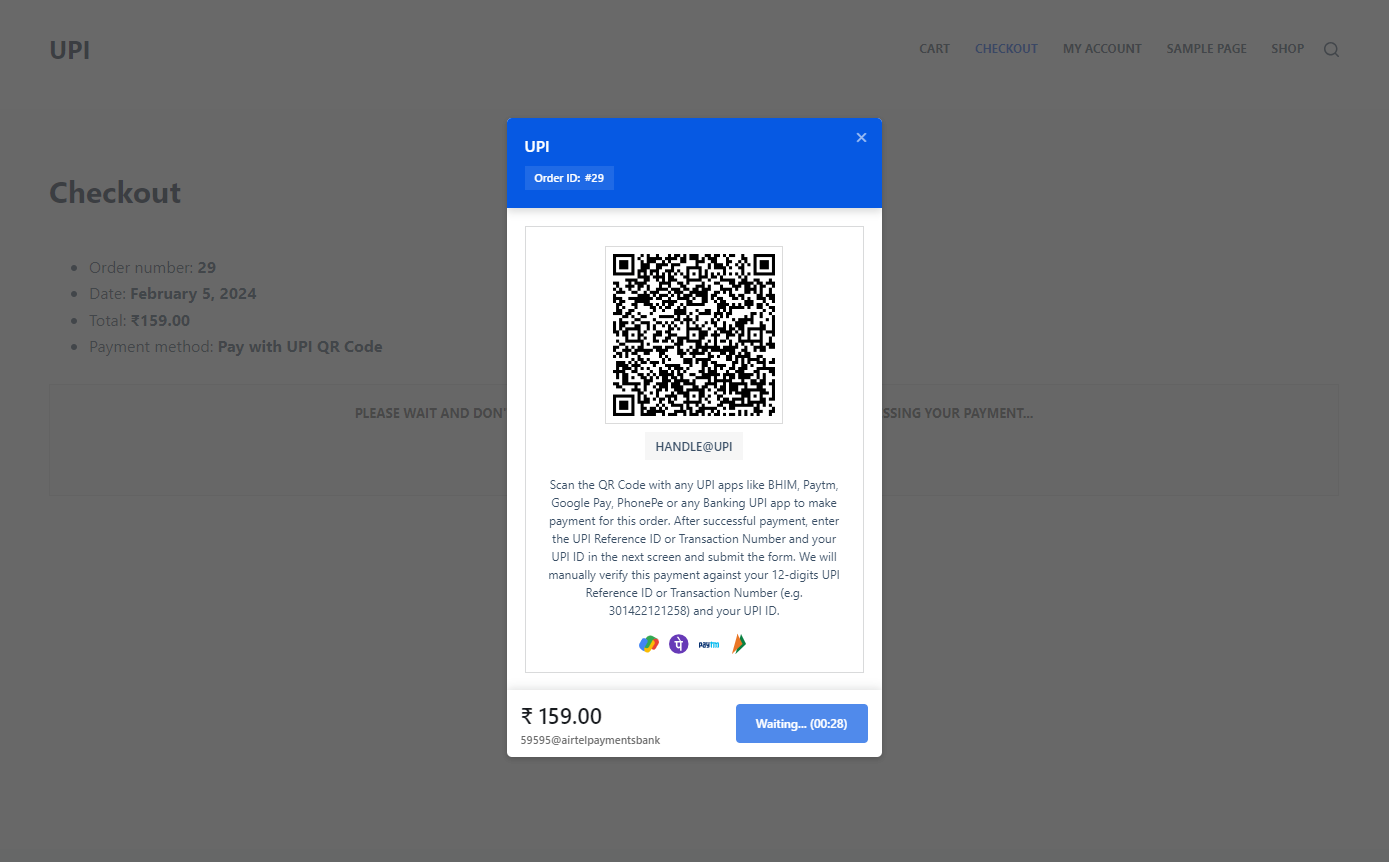 UPI
CART CHECKOUT MY ACCOUNT SAMPLE PAGE SHOP
Checkout
Order number: 29
Date: February 5, 2024
Total: ₹159.00
Payment method: Pay with UPI QR Code
PLEASE WAIT AND DON'T
SSING YOUR PAYMENT...
UPI
Order ID: #29
HANDLE@UPI
Scan the QR Code with any UPI apps like BHIM, Paytm,
Google Pay, PhonePe or any Banking UPI app to make
payment for this order. After successful payment, enter
the UPI Reference ID or Transaction Number and your
UPI ID in the next screen and submit the form. We will
manually verify this payment against your 12-digits UPI
Reference ID or Transaction Number (e.g.
301422121258) and your UPI ID.
पे
paytm
₹ 159.00
59595@airtelpaymentsbank
Waiting... (00:28)